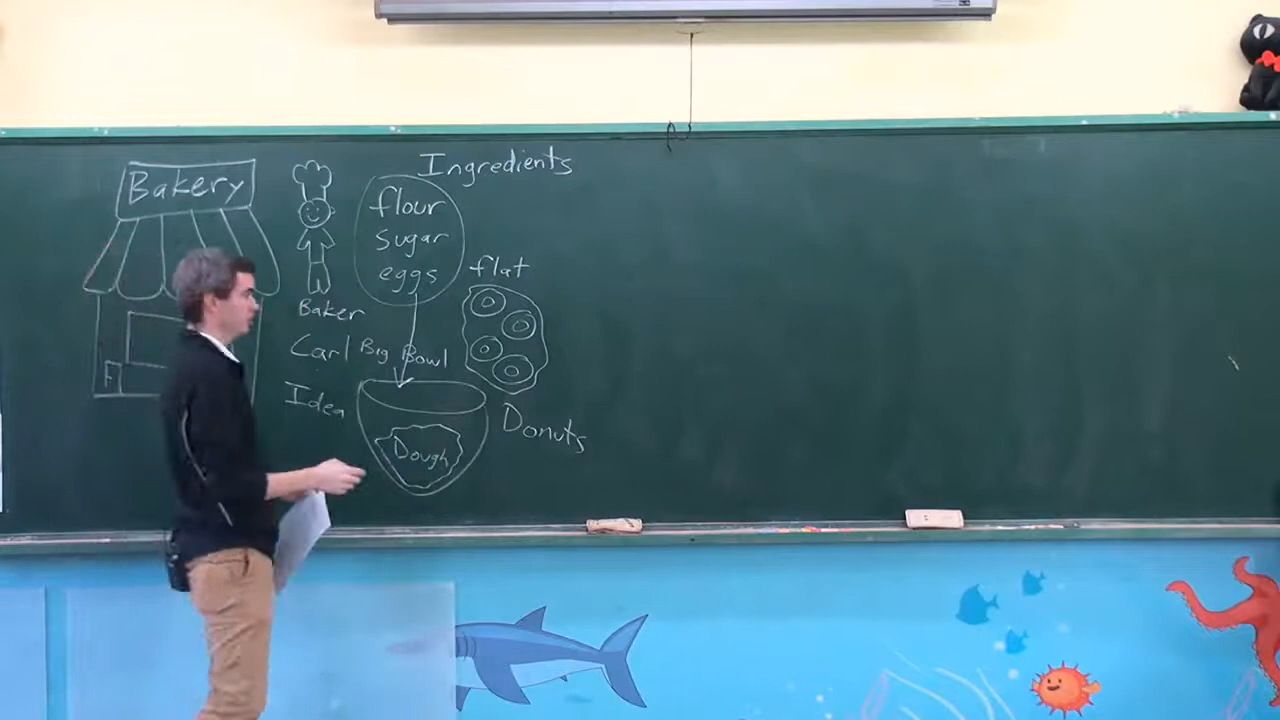 Bakery
Ingredients
flour
sugar
eggs
flat
Baker
Carl
Big Bowl
Idea
Donuts
Dough